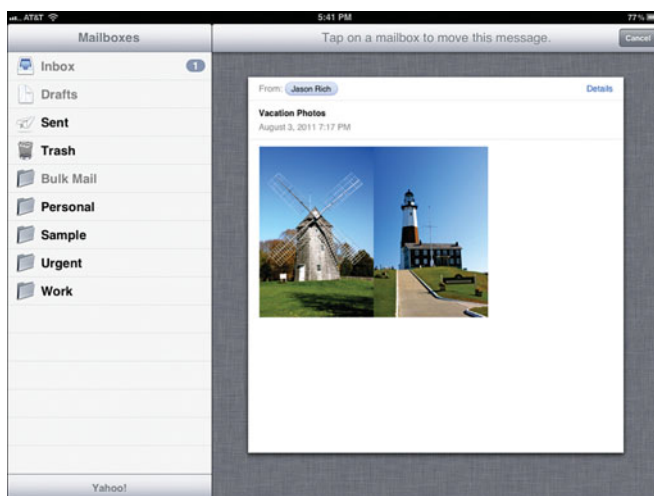 AT&T 5:41 PM 77%
Mailboxes
Tap on a mailbox to move this message.
Cancel
Inbox 1
Drafts
Sent
Trash
Bulk Mail
Personal
Sample
Urgent
Work
Yahoo!
From: Jason Rich Details
Vacation Photos
August 3, 2011 7:17 PM